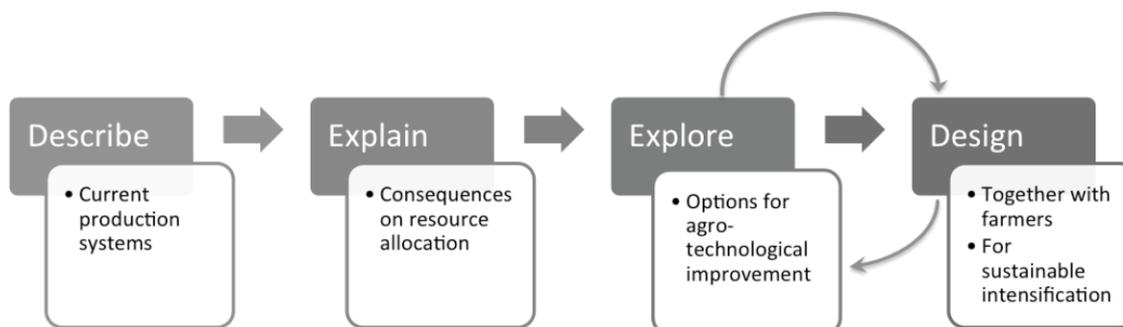 Describe
• Current
production
systems
Explain
• Consequences
on resource
allocation
Explore
• Options for
agro-
technological
improvement
Design
• Together with
farmers
• For
sustainable
intensification